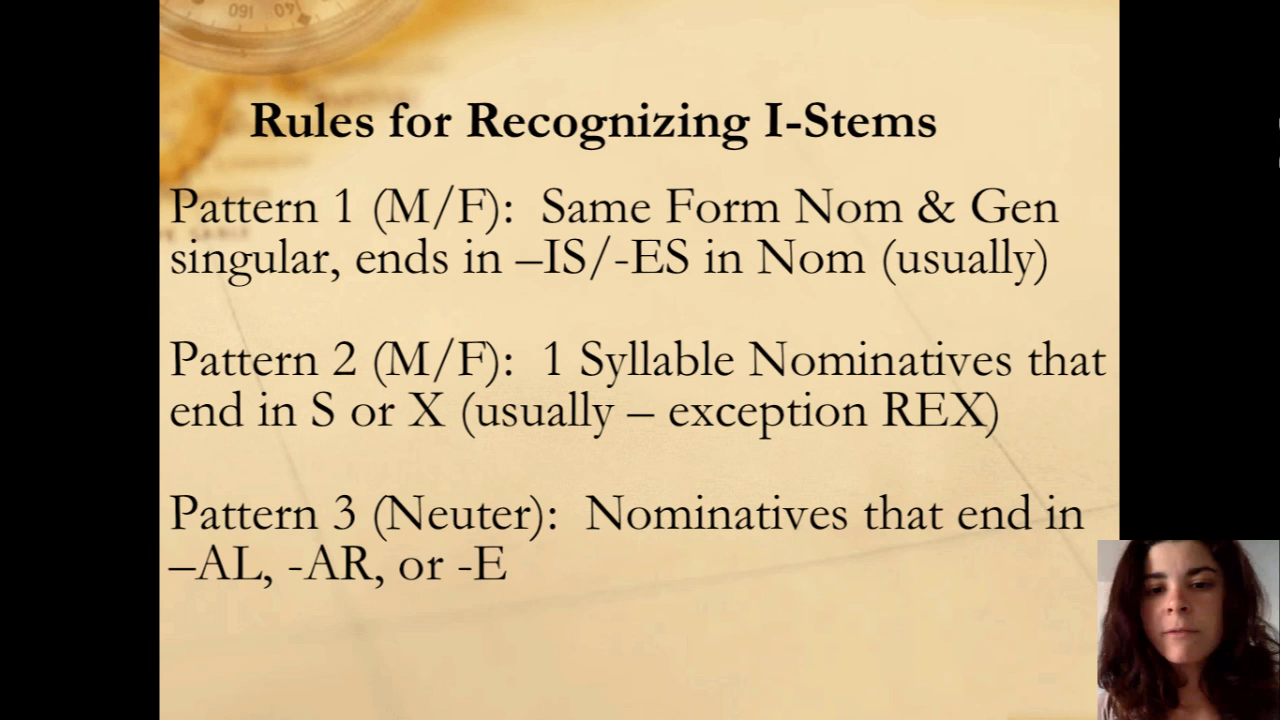 Rules for Recognizing I-Stems
Pattern 1 (M/F): Same Form Nom & Gen
singular, ends in –IS/-ES in Nom (usually)
Pattern 2 (M/F): 1 Syllable Nominatives that
end in S or X (usually – exception REX)
Pattern 3 (Neuter): Nominatives that end in
–AL, -AR, or -E